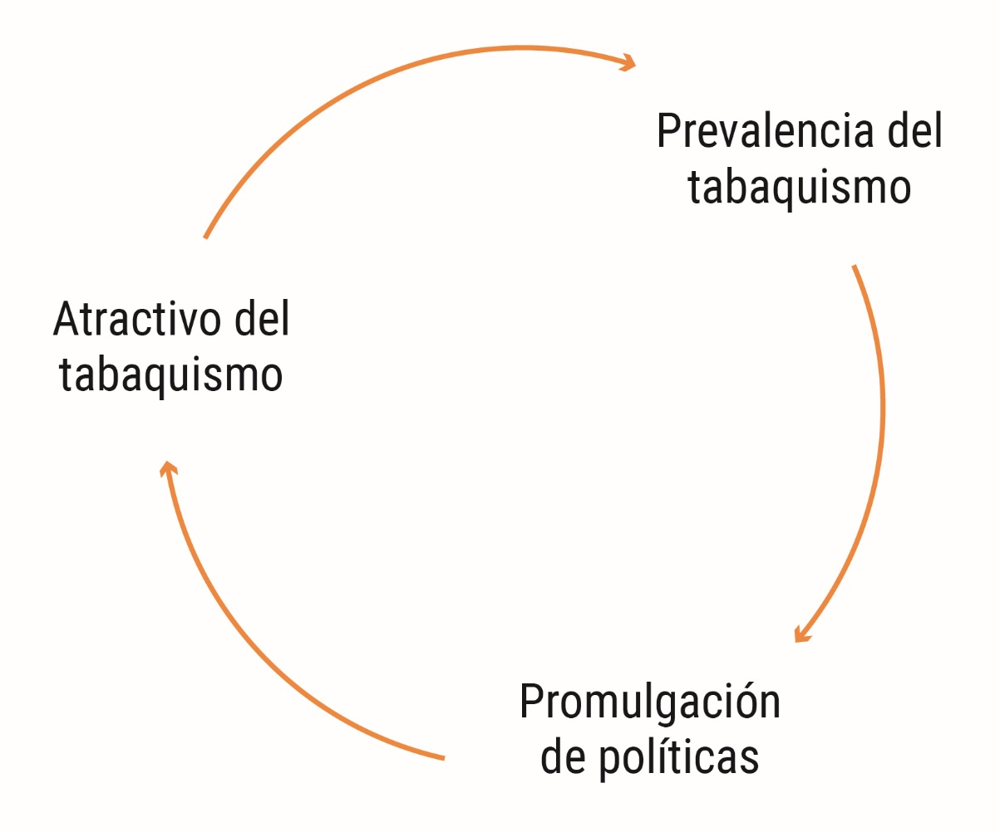 Prevalencia del
tabaquismo
Atractivo del
tabaquismo
Promulgación
de políticas